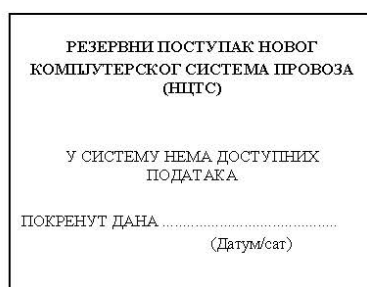 РЕЗЕРВНИ ПОСТУПАК НОВОГ
КОМПЈУТЕРСКОГ СИСТЕМА ПРОВОЗА
(НЦТС)
У СИСТЕМУ НЕМА ДОСТУПНИХ
ПОДАТАКА
ПОКРЕНУТ ДАНА ..........................................
(Датум/сат)